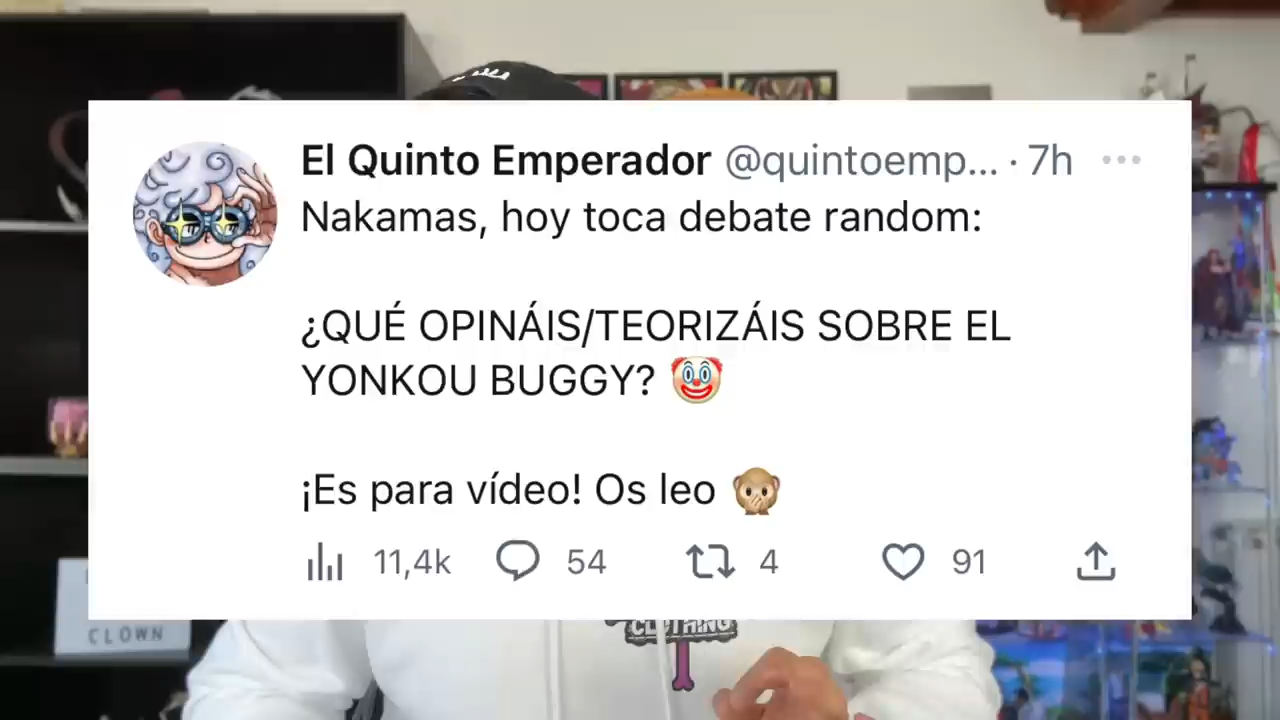 El Quinto Emperador @quintoemp... · 7h
Nakamas, hoy toca debate random:
¿QUÉ OPINÁIS/TEORIZÁIS SOBRE EL
YONKOU BUGGY? 🤡
¡Es para vídeo! Os leo 🙊
11,4k 54 4 91
CLOWN
CLOTHING